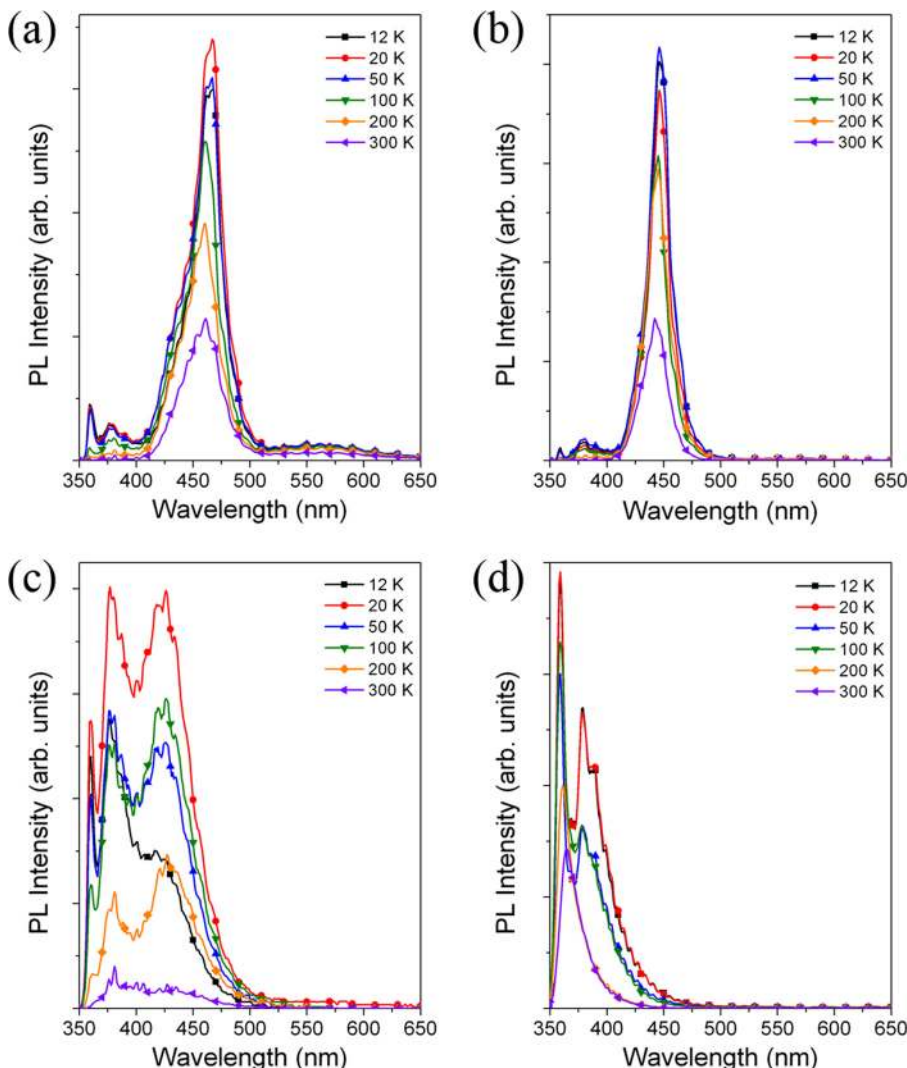 (a)
12 K
20 K
50 K
100 K
200 K
300 K
PL Intensity (arb. units)
350 400 450 500 550 600 650
Wavelength (nm)
(b)
12 K
20 K
50 K
100 K
200 K
300 K
PL Intensity (arb. units)
350 400 450 500 550 600 650
Wavelength (nm)
(c)
12 K
20 K
50 K
100 K
200 K
300 K
PL Intensity (arb. units)
350 400 450 500 550 600 650
Wavelength (nm)
(d)
12 K
20 K
50 K
100 K
200 K
300 K
PL Intensity (arb. units)
350 400 450 500 550 600 650
Wavelength (nm)